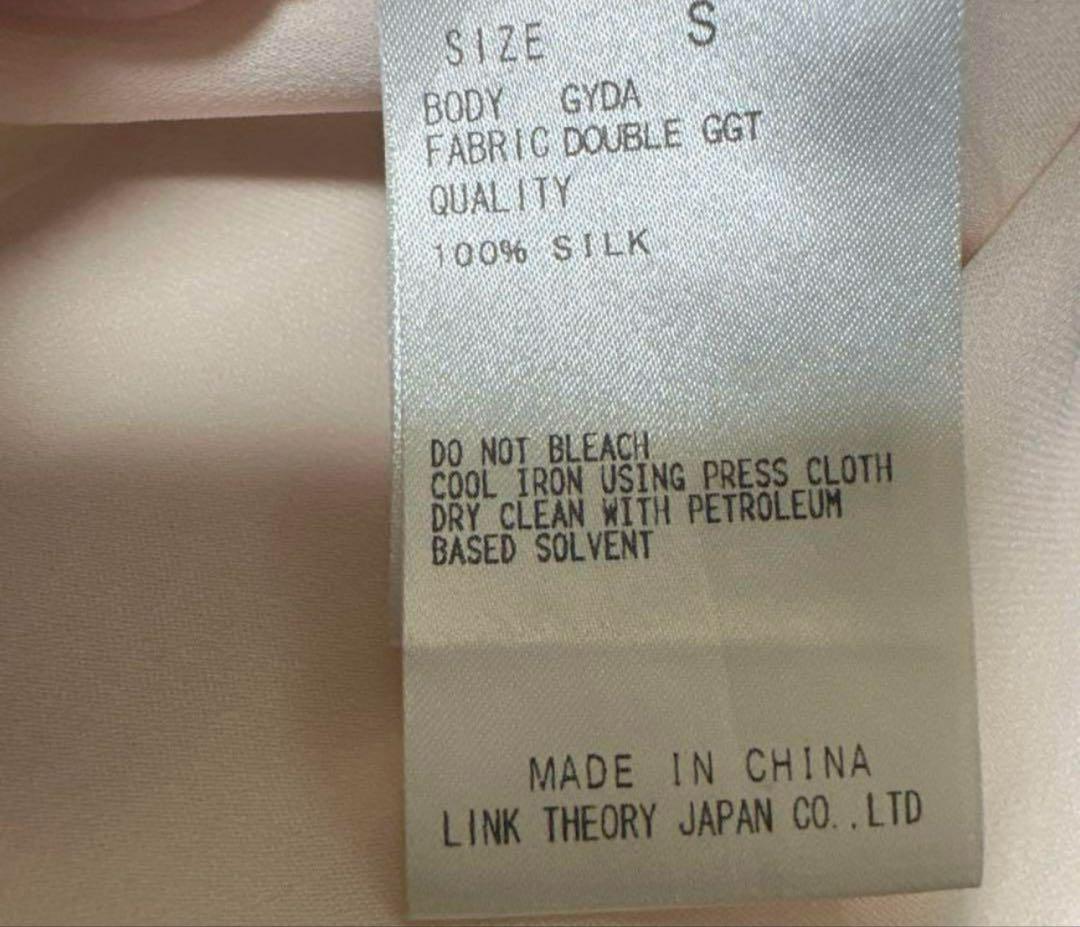 SIZE S
BODY GYDA
FABRIC DOUBLE GGT
QUALITY
100% SILK
DO NOT BLEACH
COOL IRON USING PRESS CLOTH
DRY CLEAN WITH PETROLEUM
BASED SOLVENT
MADE IN CHINA
LINK THEORY JAPAN CO.,LTD